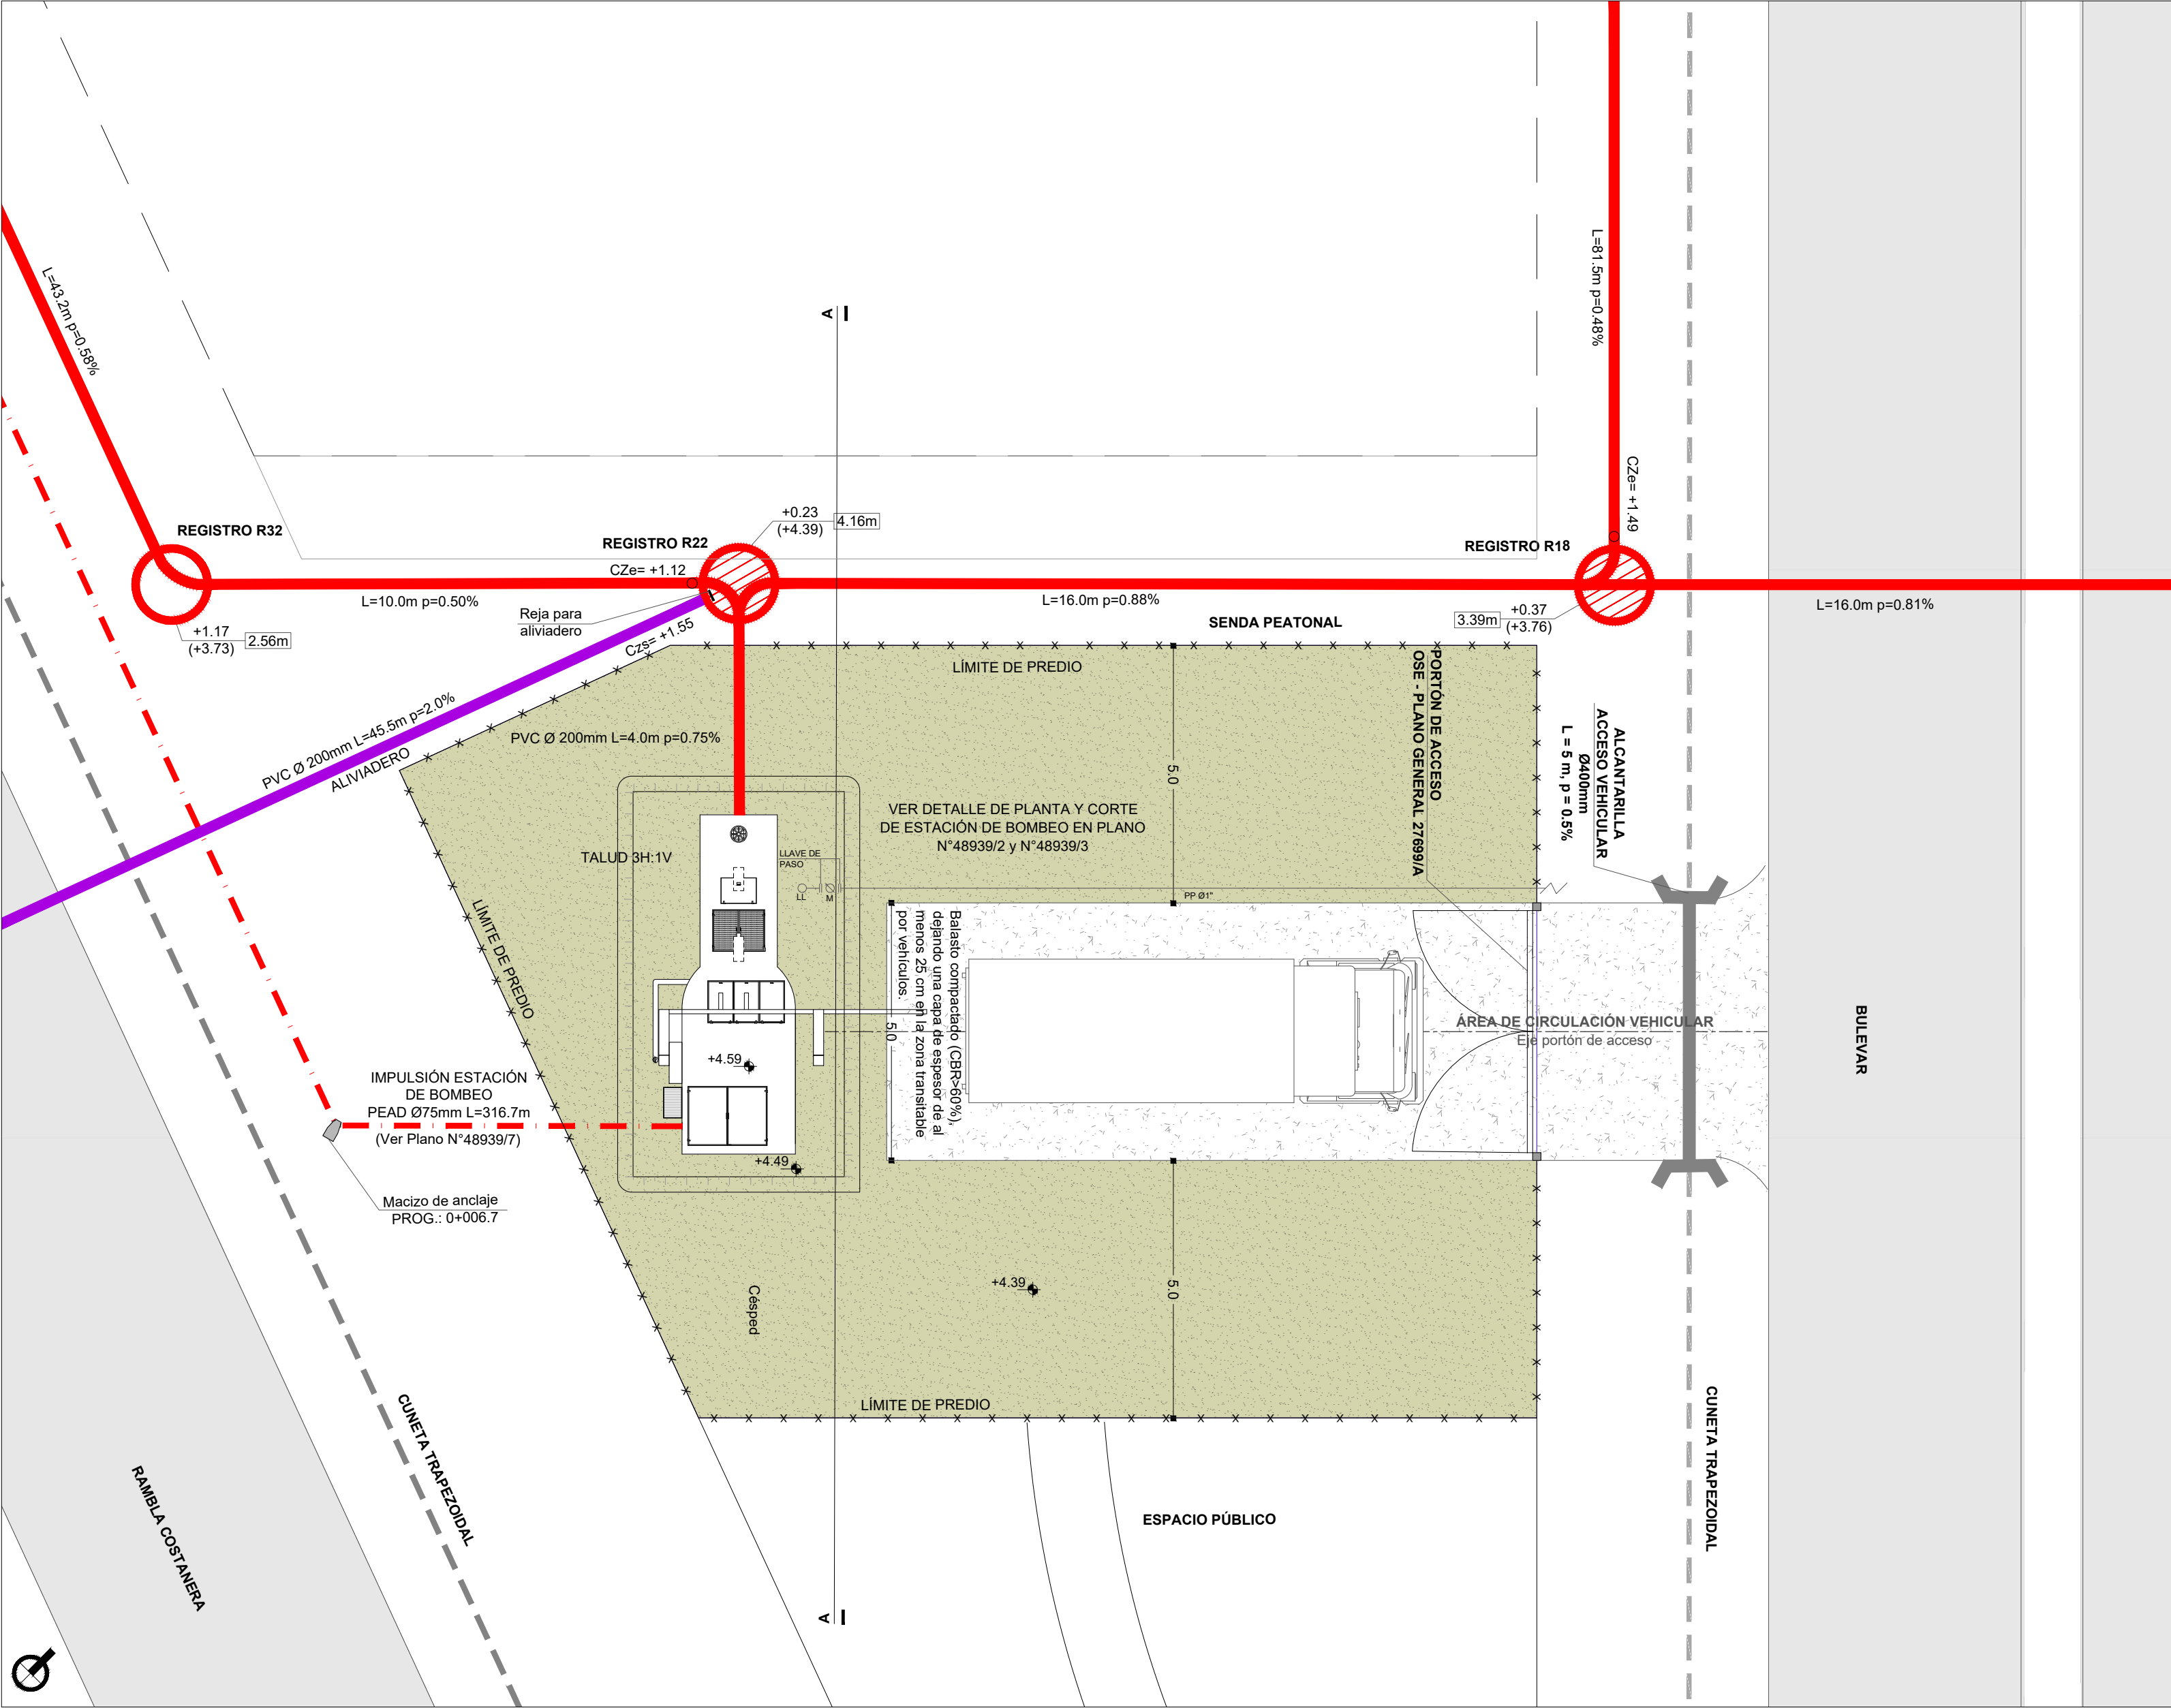 L=43.2m p=0.58%
L=81.5m p=0.48%
A
CZe= +1.49
REGISTRO R32
REGISTRO R22
+0.23
(+4.39)
4.16m
REGISTRO R18
CZe= +1.12
L=10.0m p=0.50%
L=16.0m p=0.88%
L=16.0m p=0.81%
Reja para
aliviadero
+1.17
(+3.73)
2.56m
Czs= +1.55
SENDA PEATONAL
3.39m
+0.37
(+3.76)
LÍMITE DE PREDIO
PORTÓN DE ACCESO
OSE - PLANO GENERAL 27699/A
ALCANTARILLA
ACCESO VEHICULAR
Ø400mm
L = 5 m, p = 0.5%
PVC Ø 200mm L=45.5m p=2.0%
ALIVIADERO
PVC Ø 200mm L=4.0m p=0.75%
5.0
VER DETALLE DE PLANTA Y CORTE
DE ESTACIÓN DE BOMBEO EN PLANO
N°48939/2 y N°48939/3
TALUD 3H:1V
LLAVE DE
PASO
LL
M
PP Ø1"
LÍMITE DE PREDIO
Balasto compactado (CBR>60%),
dejando una capa de espesor de al
menos 25 cm en la zona transitable
por vehículos.
5.0
ÁREA DE CIRCULACIÓN VEHICULAR
Eje portón de acceso
BULEVAR
+4.59
IMPULSIÓN ESTACIÓN
DE BOMBEO
PEAD Ø75mm L=316.7m
(Ver Plano N°48939/7)
+4.49
Macizo de anclaje
PROG.: 0+006.7
+4.39
5.0
Césped
LÍMITE DE PREDIO
CUNETA TRAPEZOIDAL
CUNETA TRAPEZOIDAL
RAMBLA COSTANERA
ESPACIO PÚBLICO
A